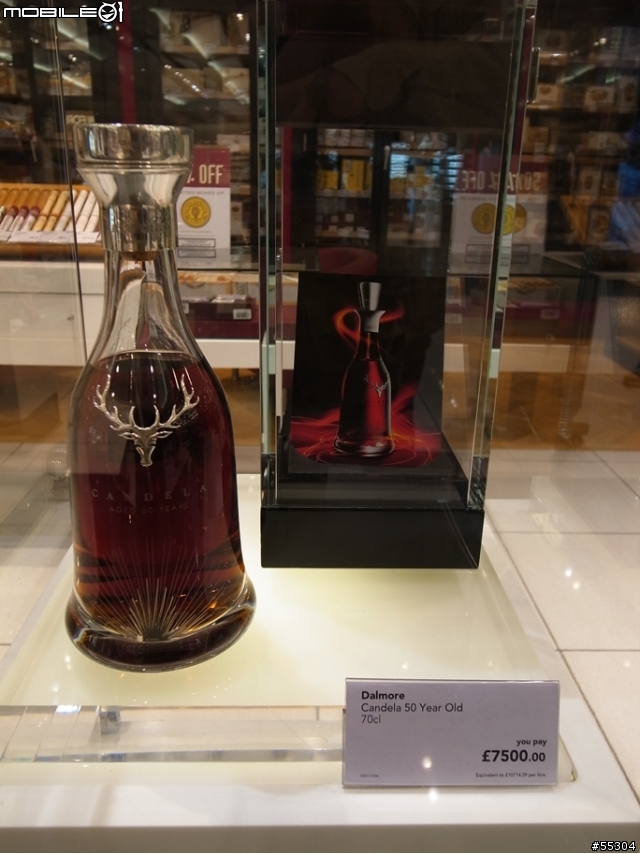 MOBILE01
OFF
CANDELA
AGED 50 YEARS
Dalmore
Candela 50 Year Old
70cl
you pay
£7500.00
#55304